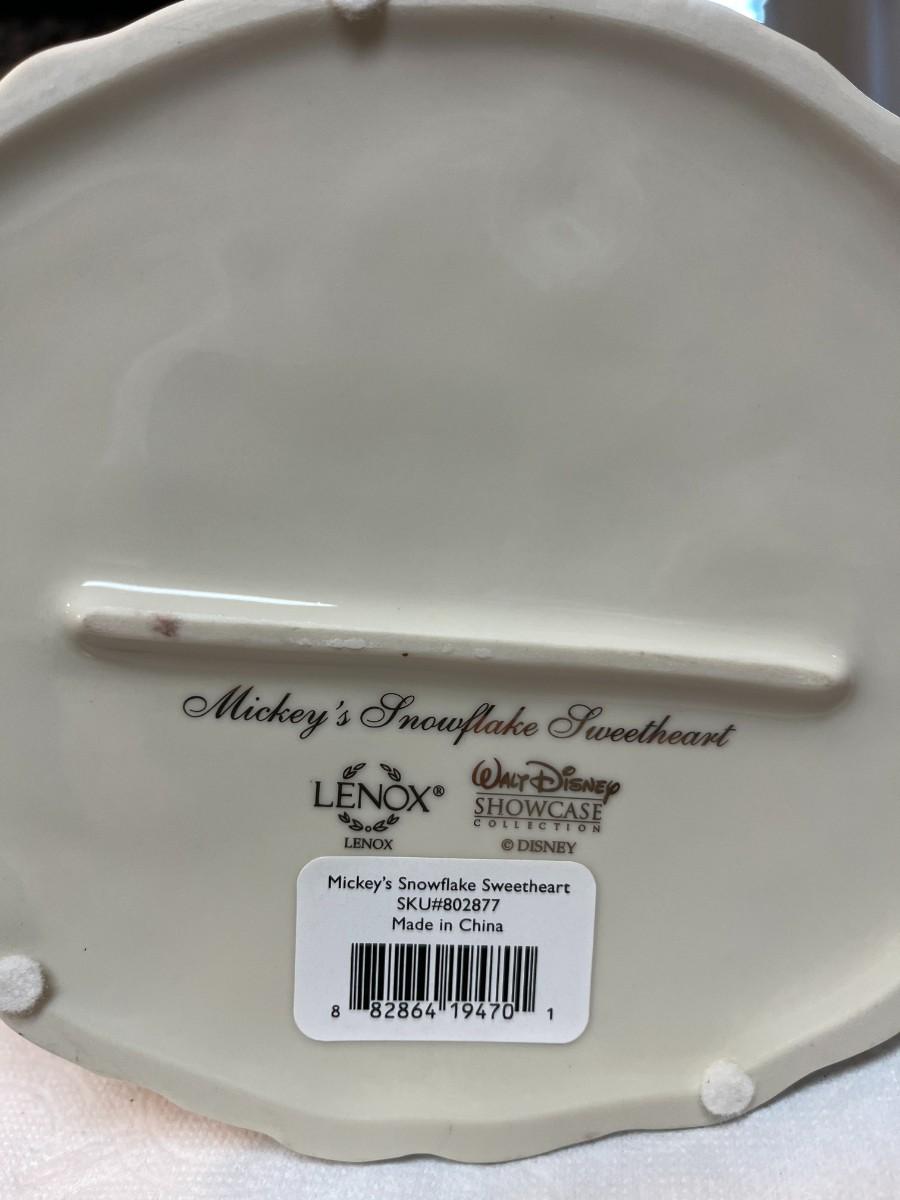 Mickey's Snowflake Sweetheart
LENOX®
LENOX
WALT DISNEY
SHOWCASE
COLLECTION
© DISNEY
Mickey's Snowflake Sweetheart
SKU#802877
Made in China
8 82864 19470 1